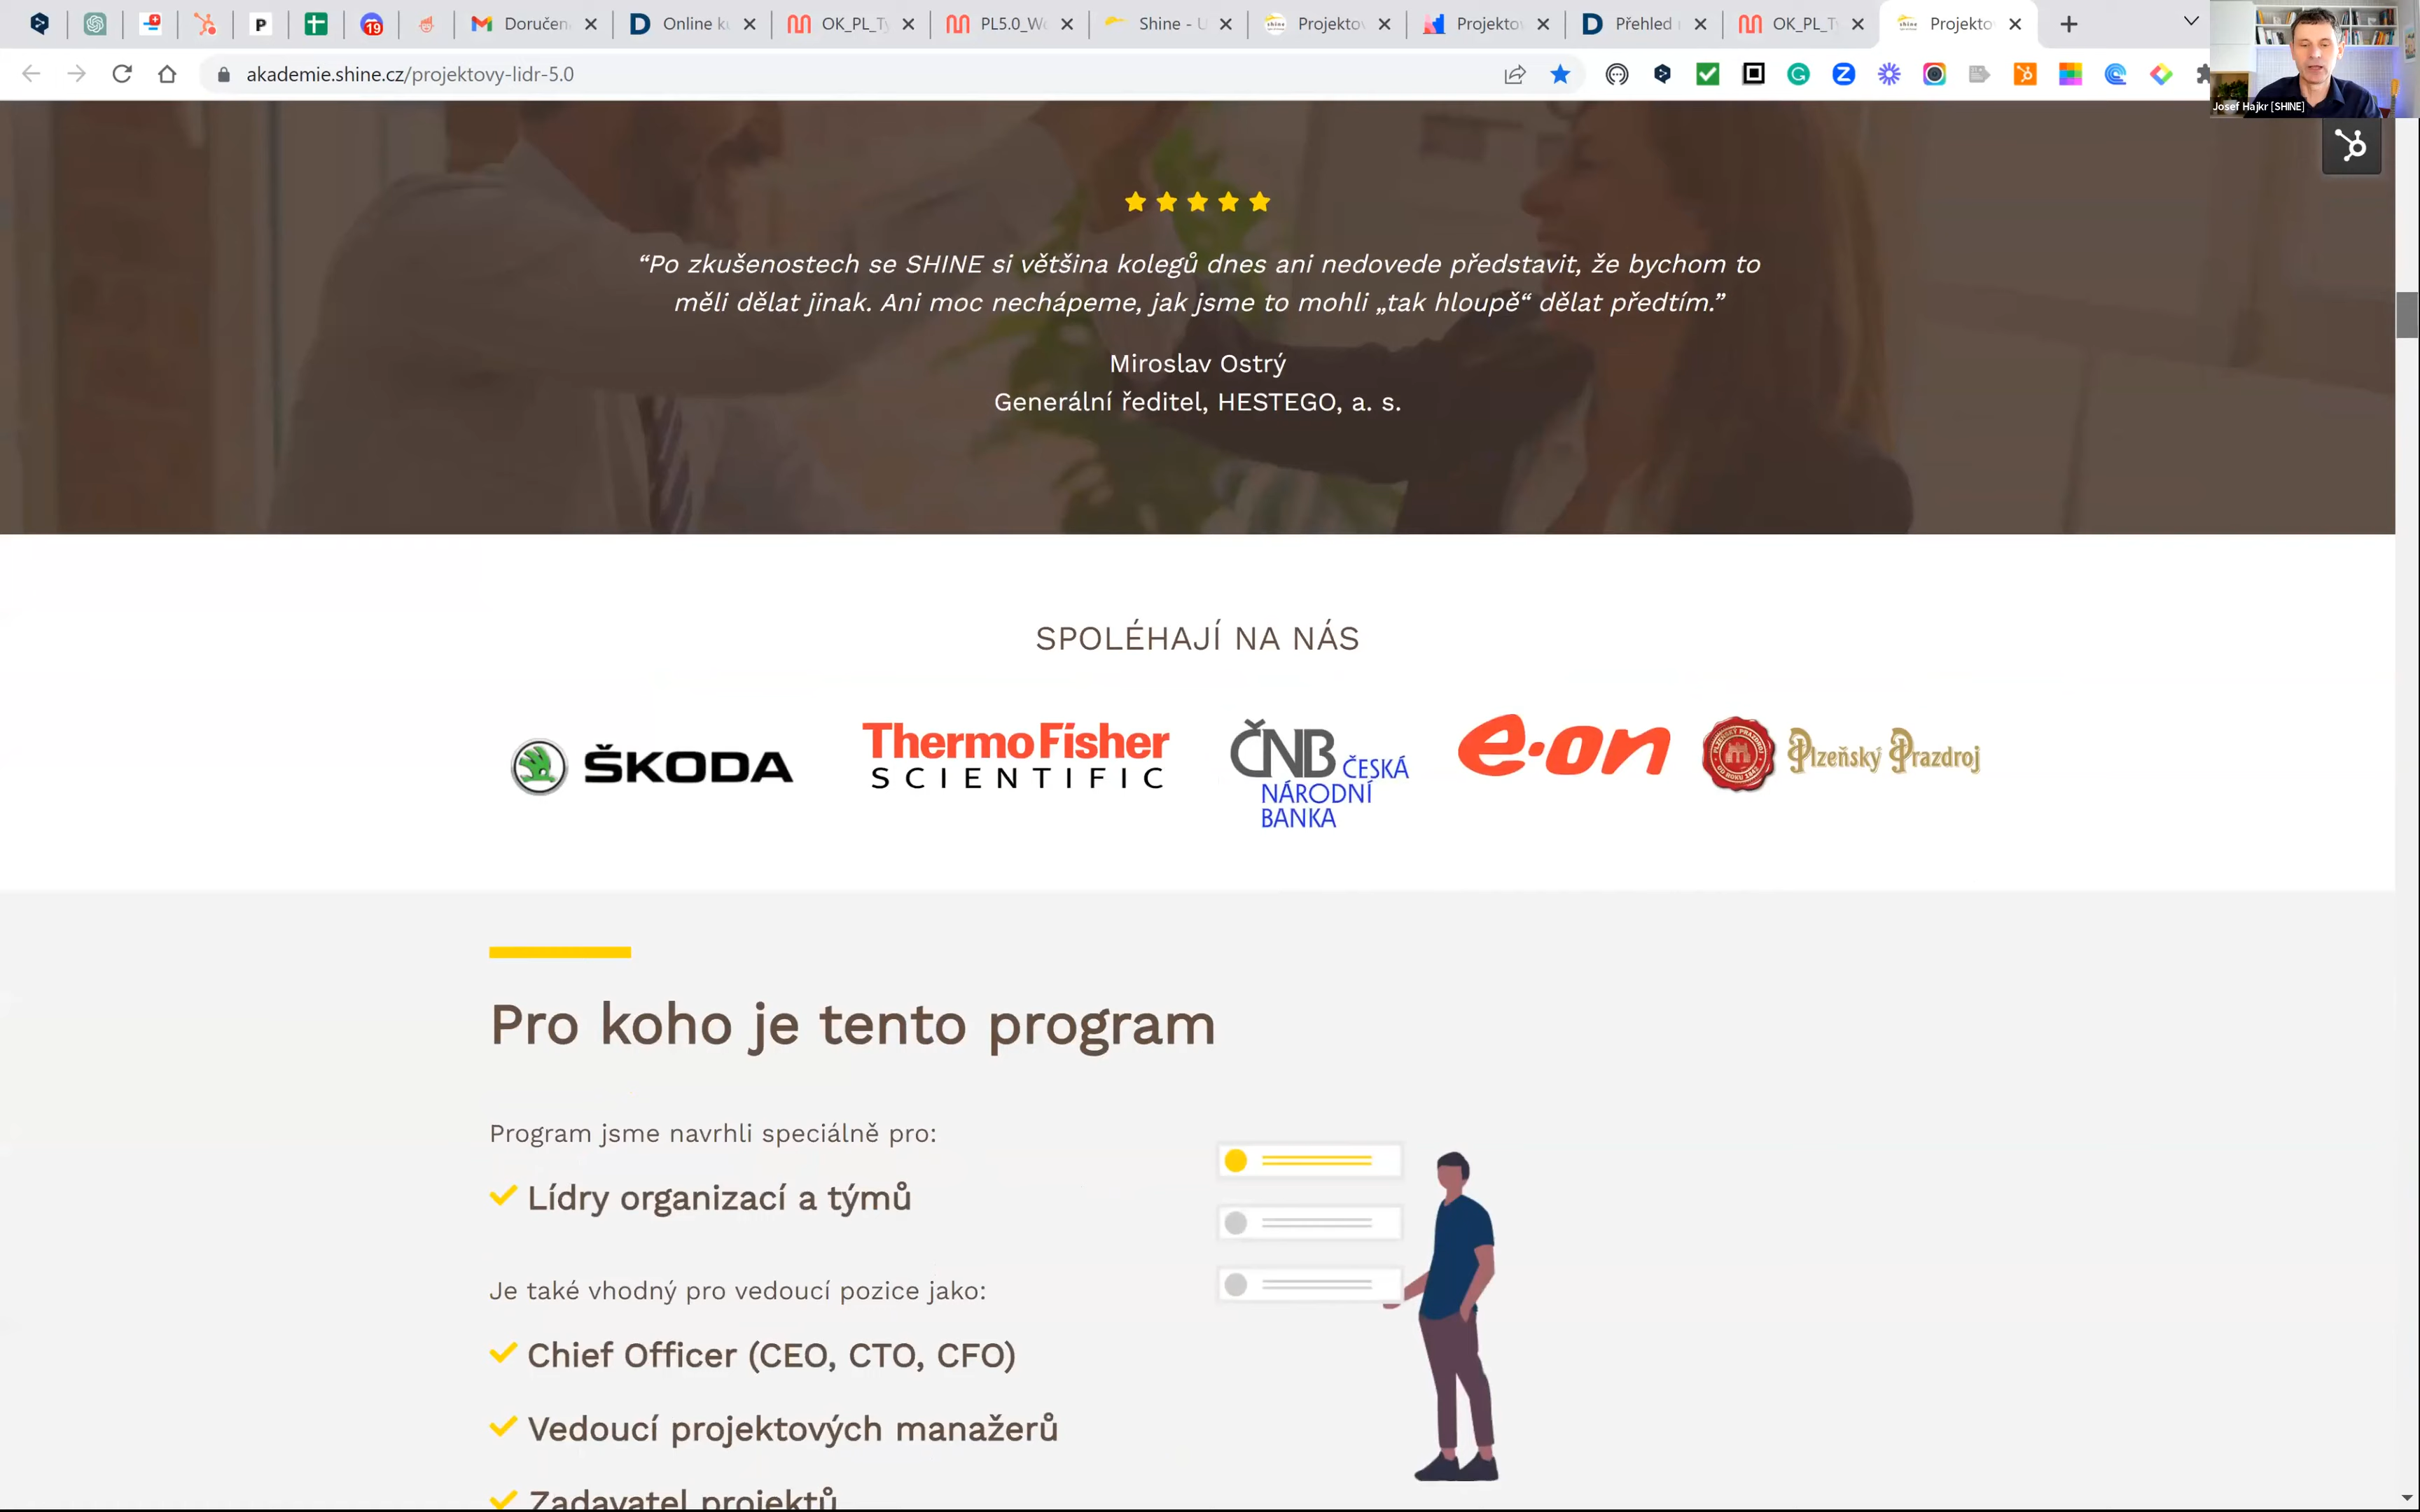 19
Doručen
Online k
OK_PL_Ty
PL5.0_W
Shine - U
Projektov
Projektov
Přehled
OK_PL_T
Projekto
akademie.shine.cz/projektovy-lidr-5.0
Josef Hajkr [SHINE]
“Po zkušenostech se SHINE si většina kolegů dnes ani nedovede představit, že bychom to
měli dělat jinak. Ani moc nechápeme, jak jsme to mohli „tak hloupě“ dělat předtím.”
Miroslav Ostrý
Generální ředitel, HESTEGO, a. s.
SPOLÉHAJÍ NA NÁS
ŠKODA
ThermoFisher
SCIENTIFIC
ČNB ČESKÁ
NÁRODNÍ
BANKA
e·on
Plzeňský Prazdroj
Pro koho je tento program
Program jsme navrhli speciálně pro:
Lídry organizací a týmů
Je také vhodný pro vedoucí pozice jako:
Chief Officer (CEO, CTO, CFO)
Vedoucí projektových manažerů
Zadavatel projektů